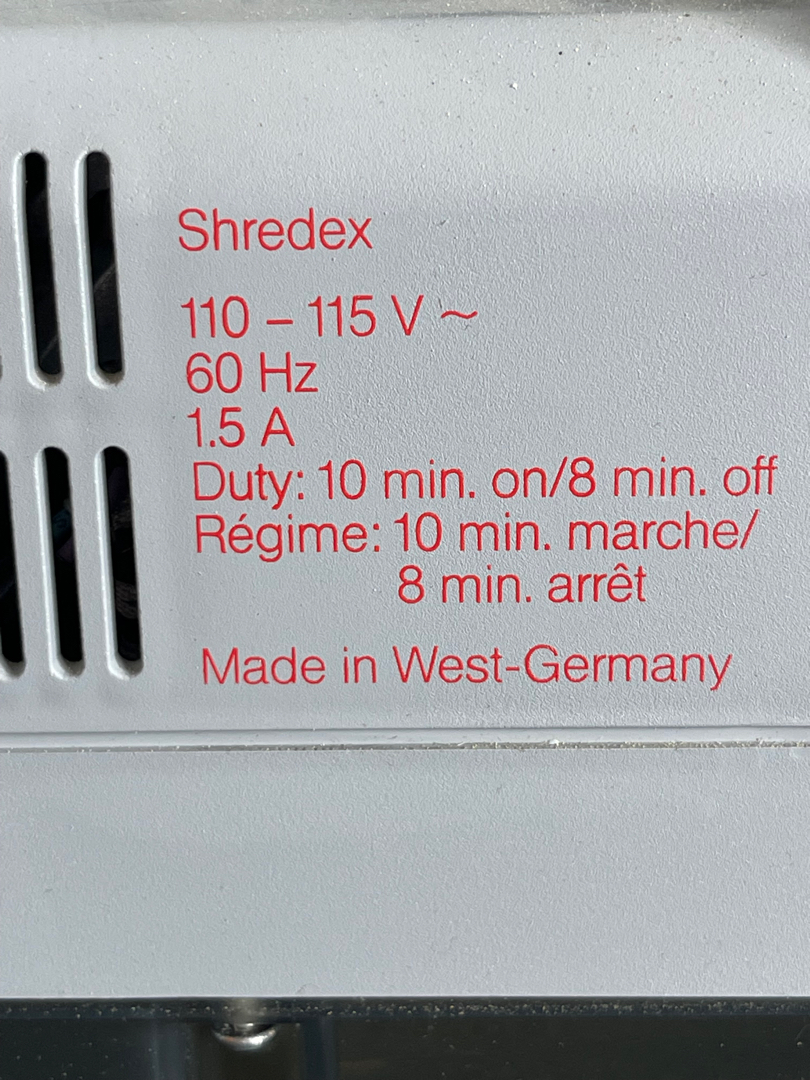 Shredex
110 – 115 V ~
60 Hz
1.5 A
Duty: 10 min. on/8 min. off
Régime: 10 min. marche/
8 min. arrêt
Made in West-Germany